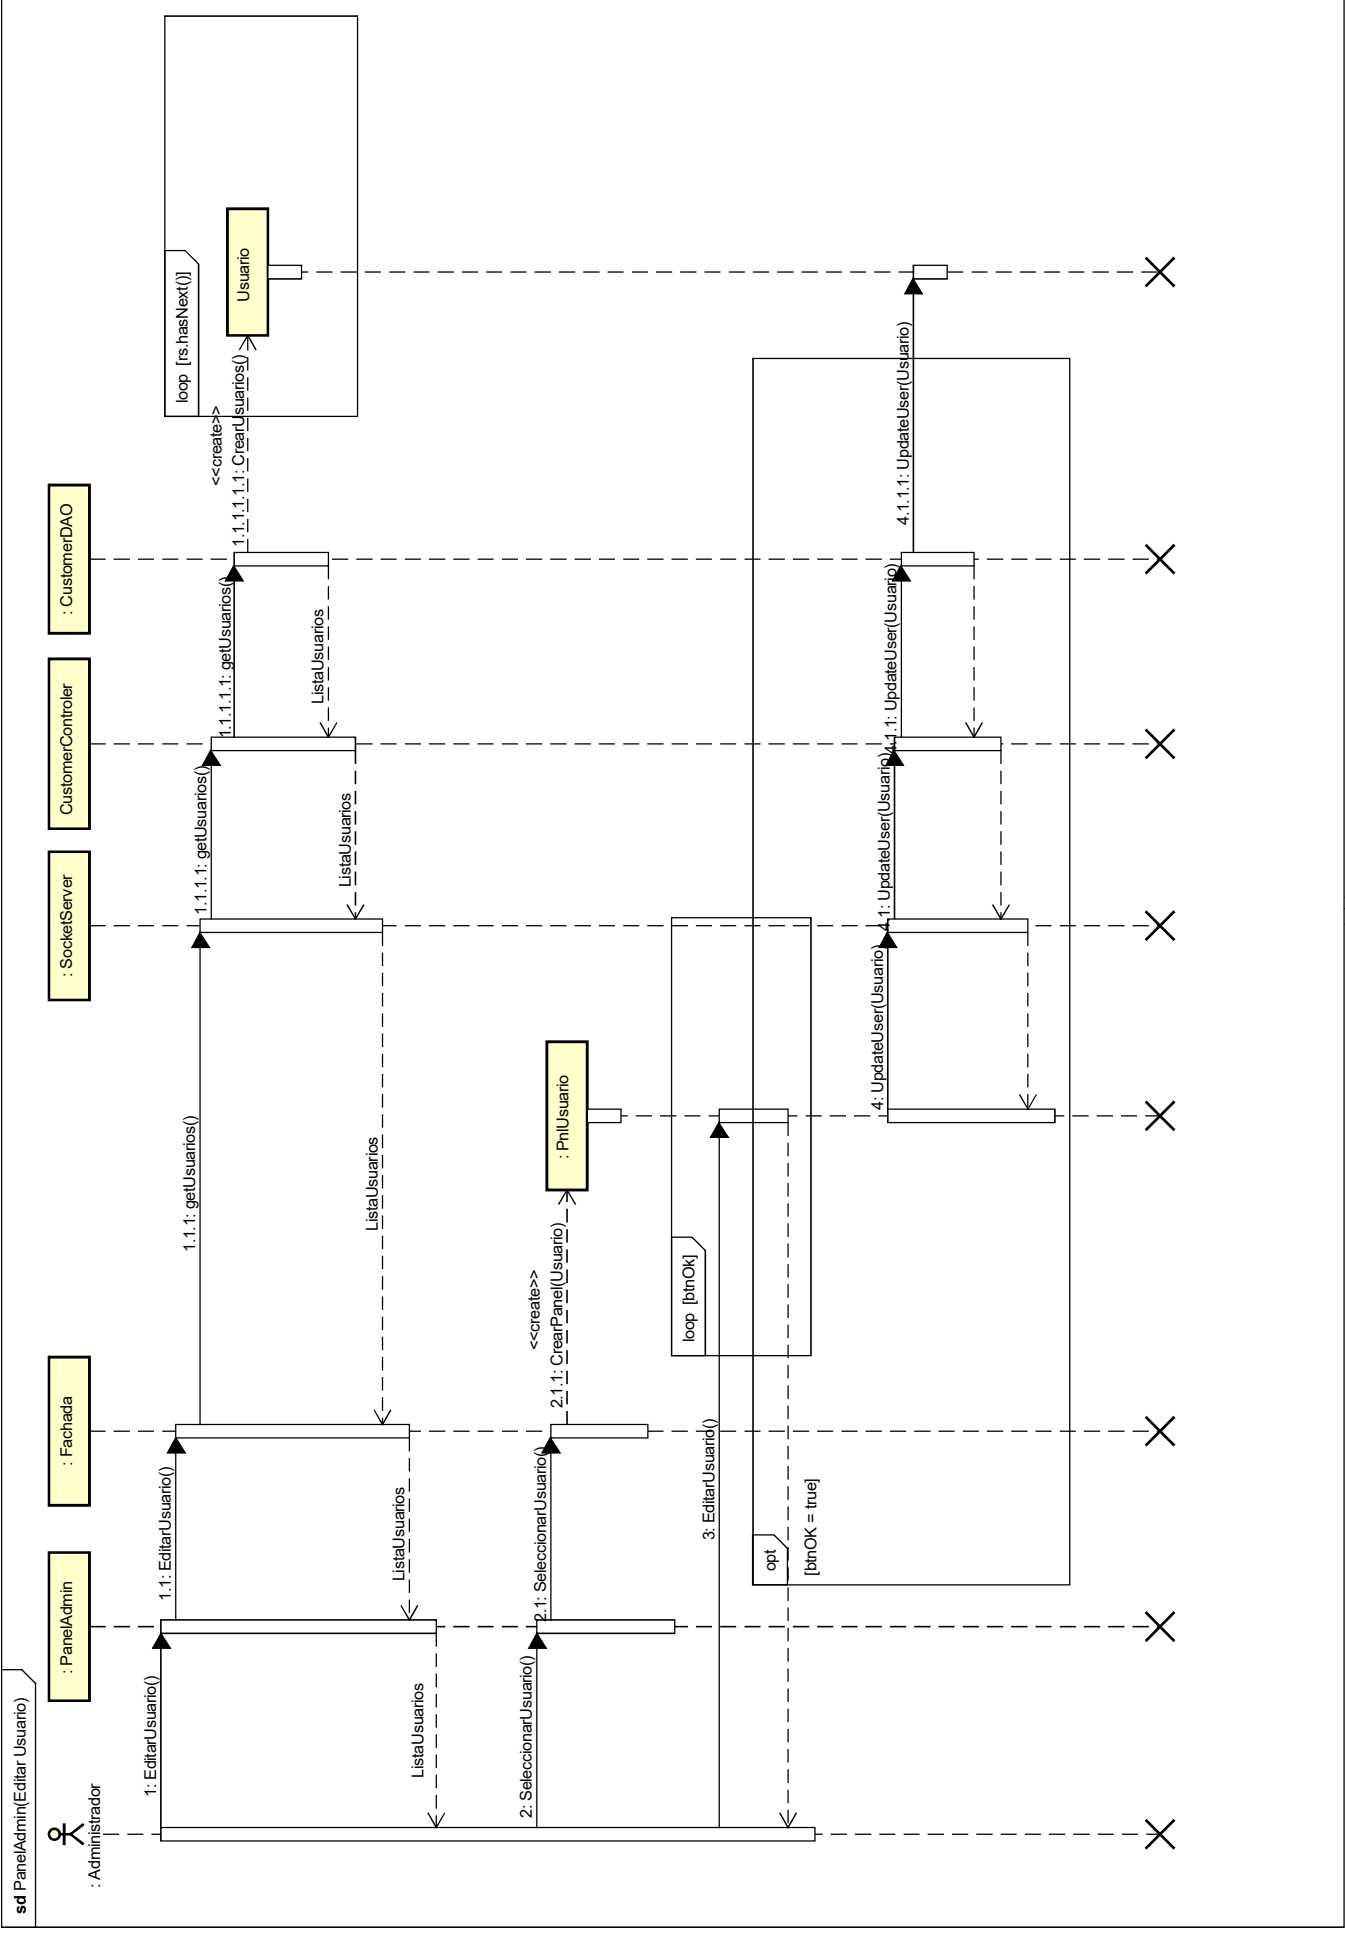 sd PanelAdmin(Editar Usuario)
: Administrador
: PanelAdmin
: Fachada
: SocketServer
CustomerControler
: CustomerDAO
loop [rs.hasNext()]
1: EditarUsuario()
1.1: EditarUsuario()
1.1.1: getUsuarios()
1.1.1.1: getUsuarios()
1.1.1.1.1: getUsuarios()
<<create>>
1.1.1.1.1.1: CrearUsuarios()
Usuario
ListaUsuarios
ListaUsuarios
ListaUsuarios
ListaUsuarios
ListaUsuarios
2: SeleccionarUsuario()
2.1: SeleccionarUsuario()
<<create>>
2.1.1: CrearPanel(Usuario)
: PnlUsuario
loop [btnOk]
3: EditarUsuario()
opt
[btnOK = true]
4: UpdateUser(Usuario)
4.1: UpdateUser(Usuario)
4.1.1: UpdateUser(Usuario)
4.1.1.1: UpdateUser(Usuario)